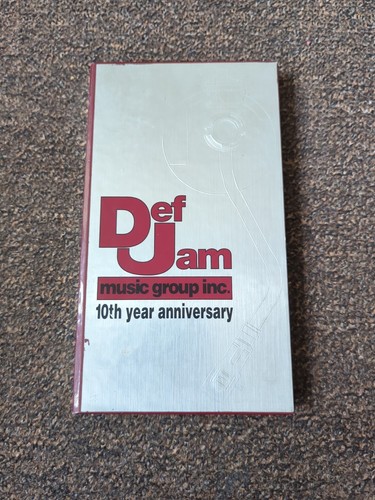 Def
Jam
music group inc.
10th year anniversary